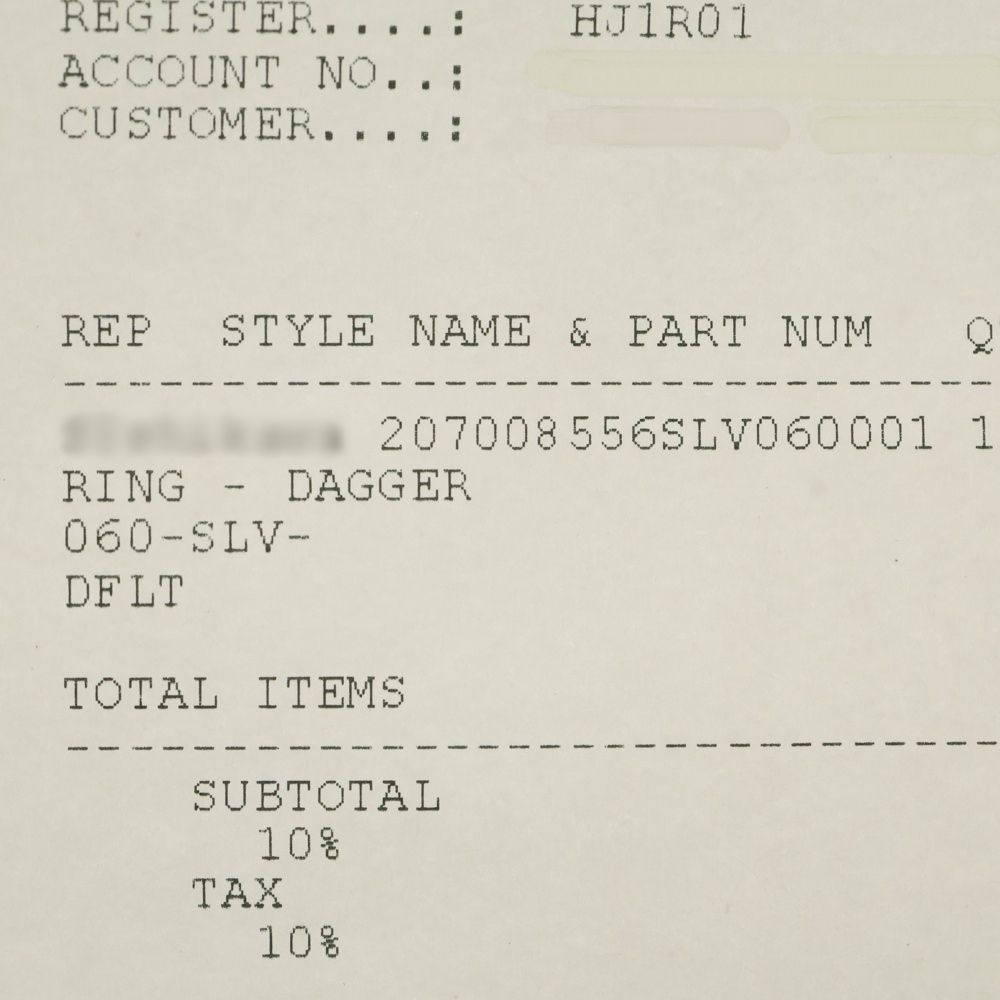 REGISTER....: HJ1R01
ACCOUNT NO..:
CUSTOMER....:
REP STYLE NAME & PART NUM Q
--------------------------------
207008556SLV060001 1
RING - DAGGER
060-SLV-
DFLT
TOTAL ITEMS
--------------------------------
SUBTOTAL
10%
TAX
10%